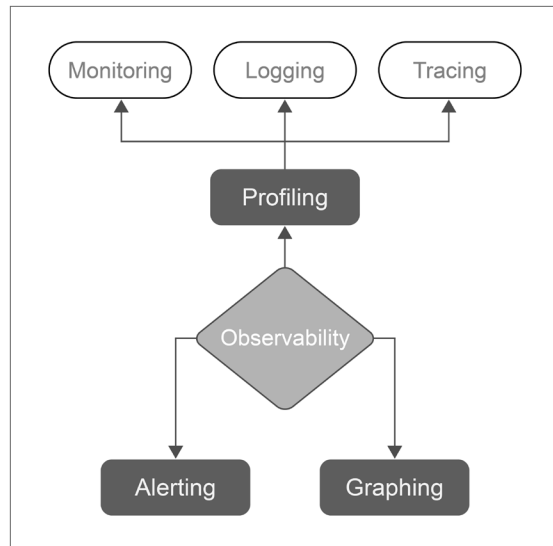 Monitoring
Logging
Tracing
Profiling
Observability
Alerting
Graphing